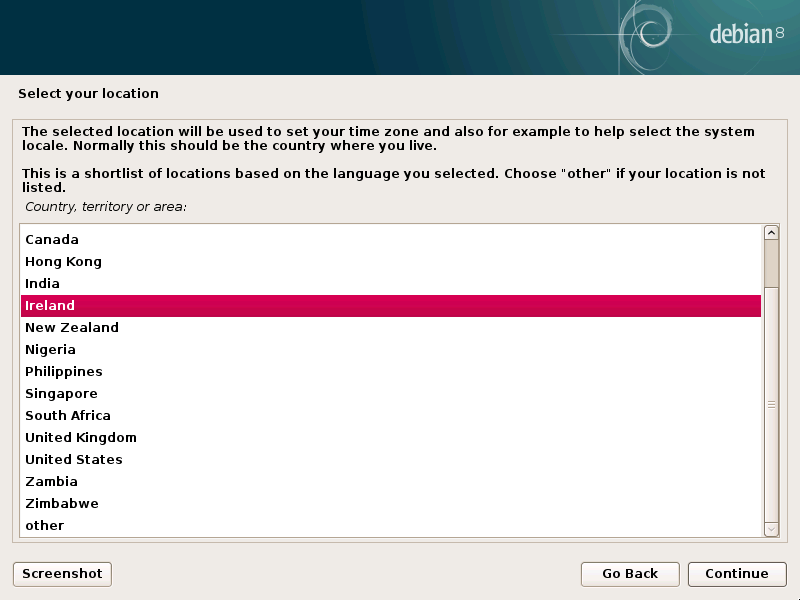 debian 8
Select your location
The selected location will be used to set your time zone and also for example to help select the system
locale. Normally this should be the country where you live.
This is a shortlist of locations based on the language you selected. Choose "other" if your location is not
listed.
Country, territory or area:
Canada
Hong Kong
India
Ireland
New Zealand
Nigeria
Philippines
Singapore
South Africa
United Kingdom
United States
Zambia
Zimbabwe
other
Screenshot
Go Back
Continue